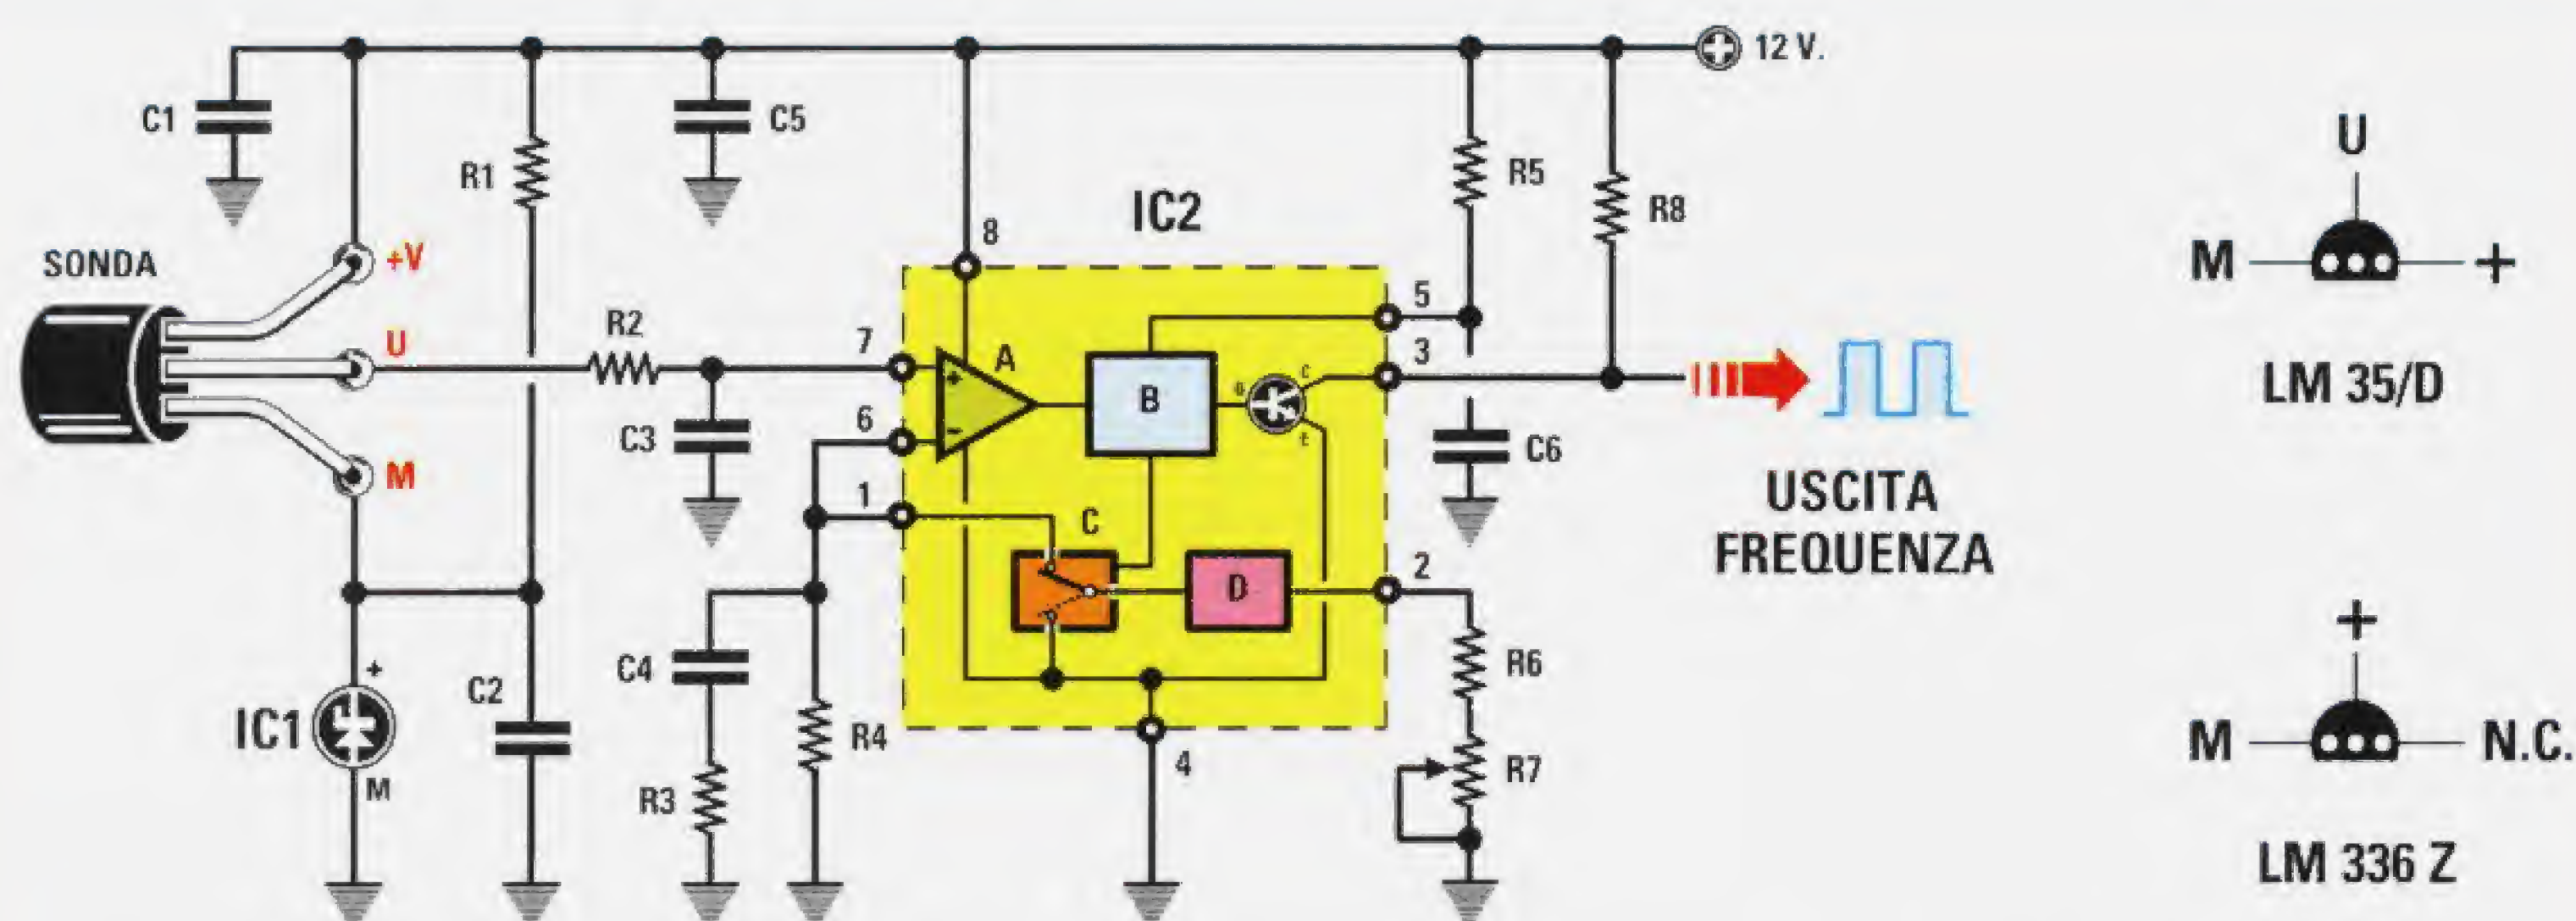 12 V.
C1
C5
R1
R5
R8
IC2
8
SONDA
+V
U
M
R2
7
A
B
C
D
5
3
B
C
E
6
1
C3
C6
USCITA
FREQUENZA
2
C4
R3
R4
R6
R7
4
IC1
+
M
C2
U
M
+
LM 35/D
+
M
N.C.
LM 336 Z